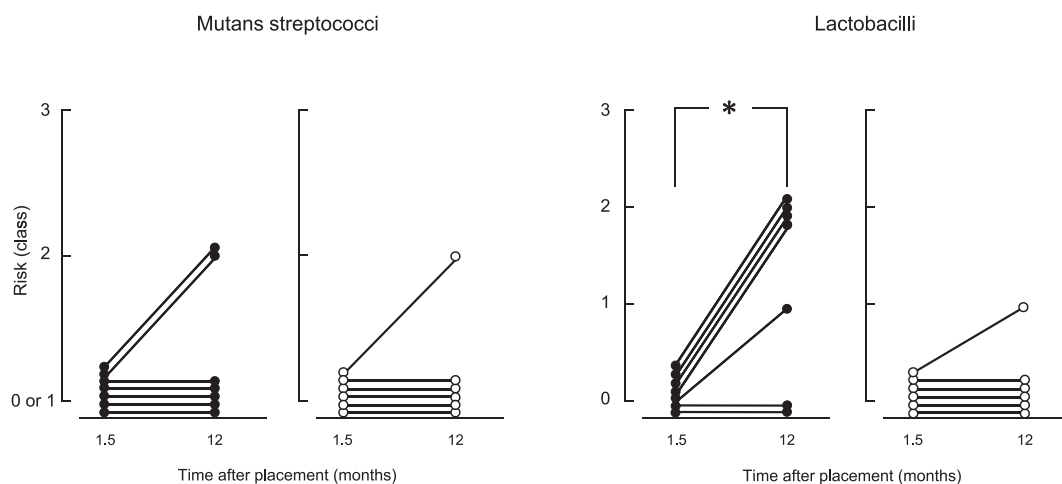 Mutans streptococci
Lactobacilli
Risk (class)
3
2
0 or 1
3
2
1
0
*
1.5 12
1.5 12
1.5 12
1.5 12
Time after placement (months)
Time after placement (months)